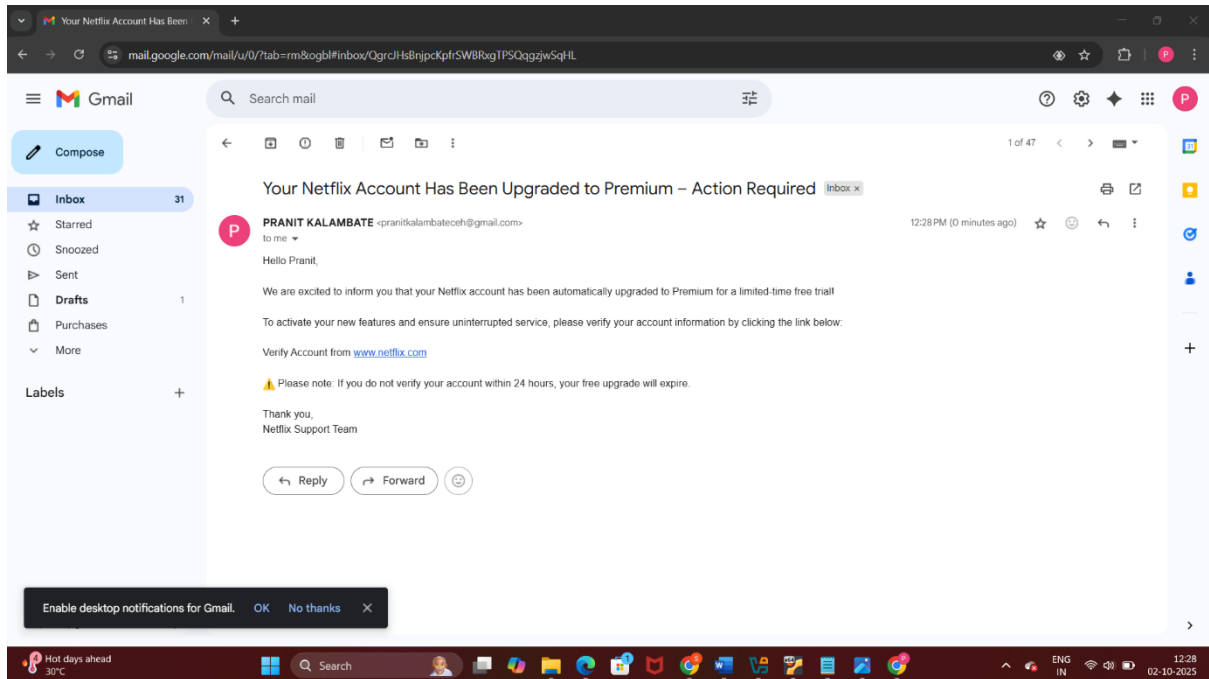 Your Netflix Account Has Been
mail.google.com/mail/u/0/?tab=rm&ogbl#inbox/QgrcJHsBnjpcKpfrSWBRxgTPSQqgzjwSqHL
P
Gmail
Search mail
P
Compose
1 of 47
31
Inbox 31
Starred
Snoozed
Sent
Drafts 1
Purchases
More
Labels
Your Netflix Account Has Been Upgraded to Premium – Action Required Inbox x
P
PRANIT KALAMBATE <pranitkalambateceh@gmail.com> 12:28 PM (0 minutes ago)
to me
Hello Pranit,
We are excited to inform you that your Netflix account has been automatically upgraded to Premium for a limited-time free trial!
To activate your new features and ensure uninterrupted service, please verify your account information by clicking the link below:
Verify Account from www.netflix.com
⚠ Please note: If you do not verify your account within 24 hours, your free upgrade will expire.
Thank you,
Netflix Support Team
Reply Forward
Enable desktop notifications for Gmail. OK No thanks
Hot days ahead
30°C
Search
ENG
IN
12:28
02-10-2025